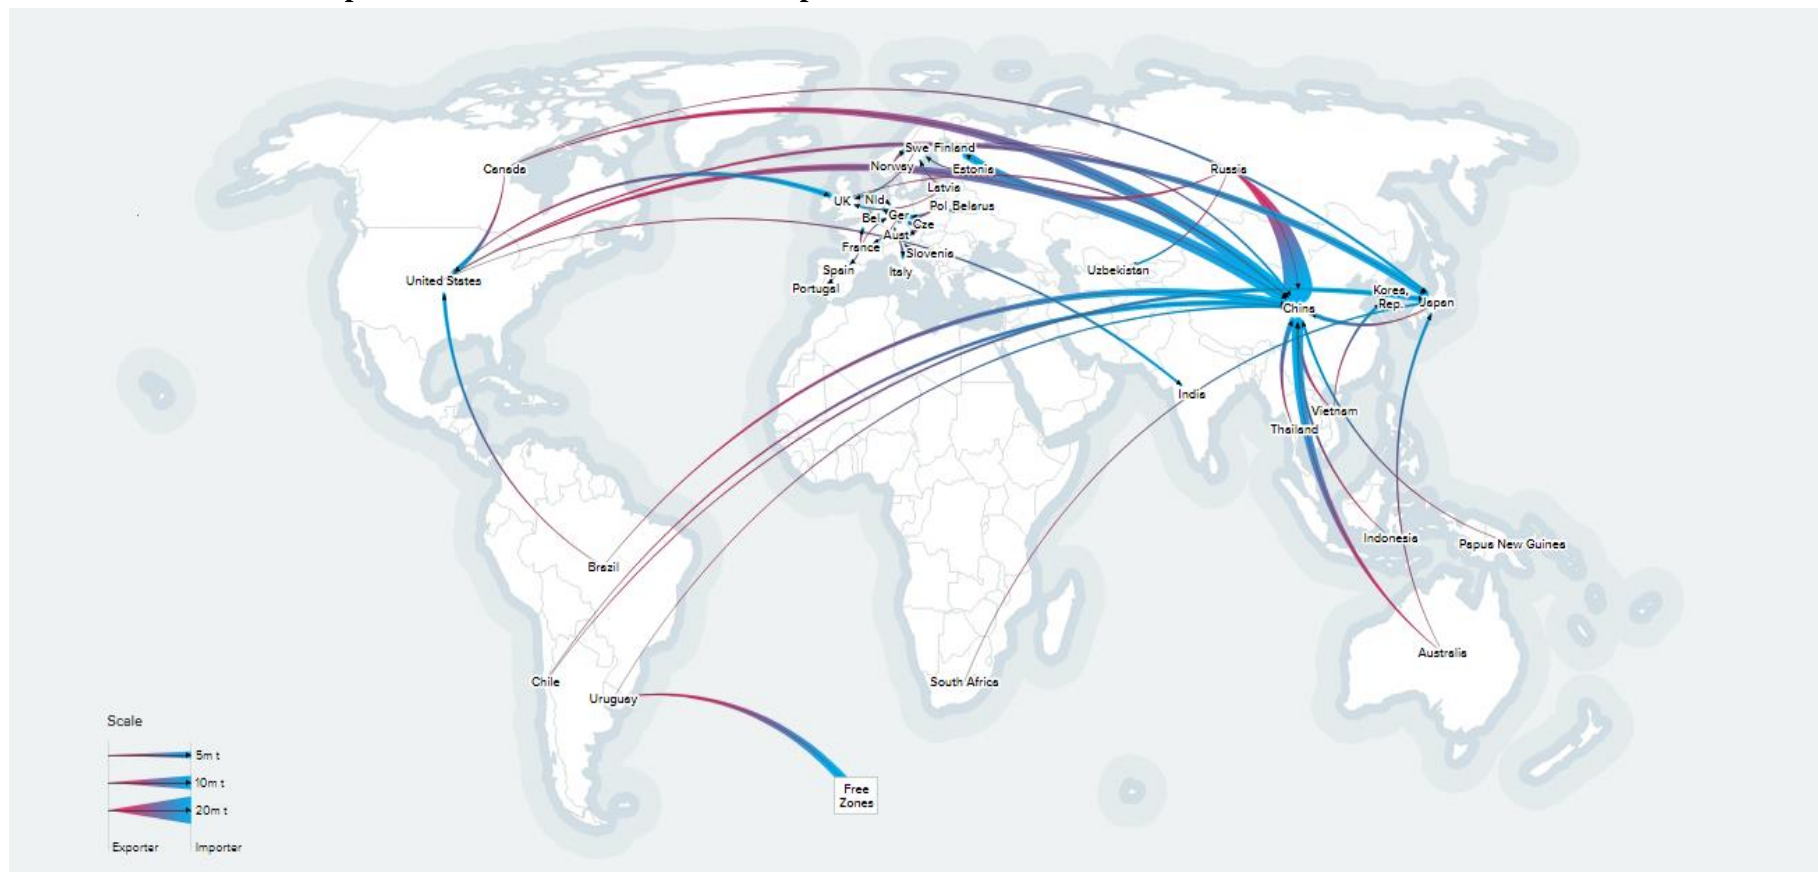 Canada
Swe Finland
Norway
Estonia
Russia
Latvia
UK
Nld
Pol Belarus
Bel
Ger
Cze
Aust
France
Slovenia
Spain
Italy
Uzbekistan
United States
Portugal
Korea,
Rep.
Japan
China
India
Vietnam
Thailand
Indonesia
Papua New Guinea
Brazil
Australia
Chile
South Africa
Uruguay
Free
Zones
Scale
5m t
10m t
20m t
Exporter
Importer